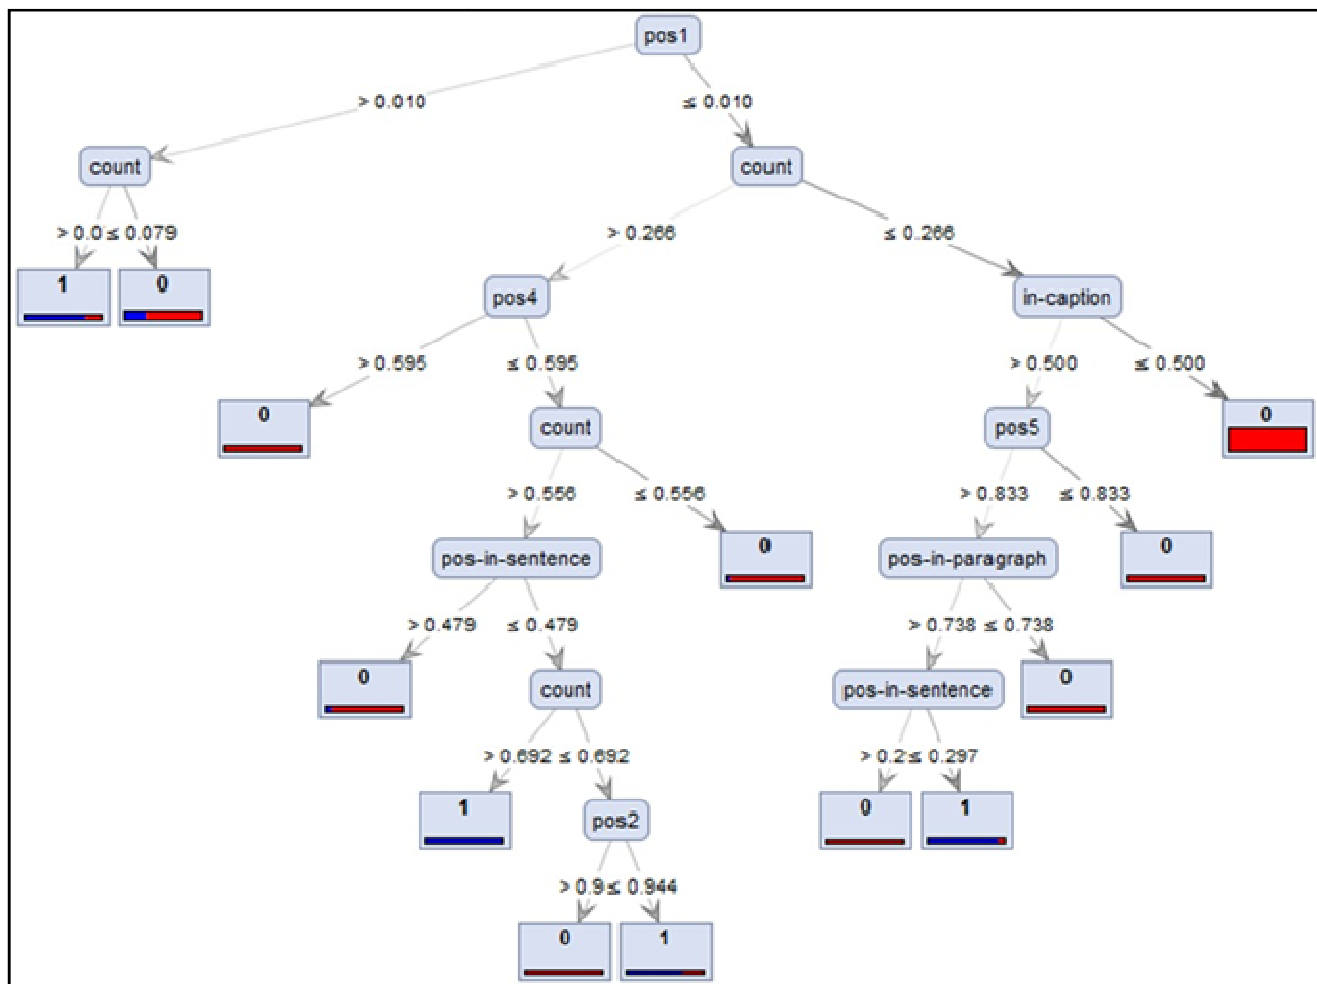 pos1
> 0.010 ≤ 0.010
count count
> 0.0 ≤ 0.079 > 0.266 ≤ 0.266
1 0 pos4 in-caption
> 0.595 ≤ 0.595 > 0.500 ≤ 0.500
0 count pos5 0
> 0.556 ≤ 0.556 > 0.833 ≤ 0.833
pos-in-sentence 0 pos-in-paragraph 0
> 0.479 ≤ 0.479 > 0.738 ≤ 0.738
0 count pos-in-sentence 0
> 0.692 ≤ 0.692 > 0.2 ≤ 0.297
1 pos2 0 1
> 0.9 ≤ 0.944
0 1